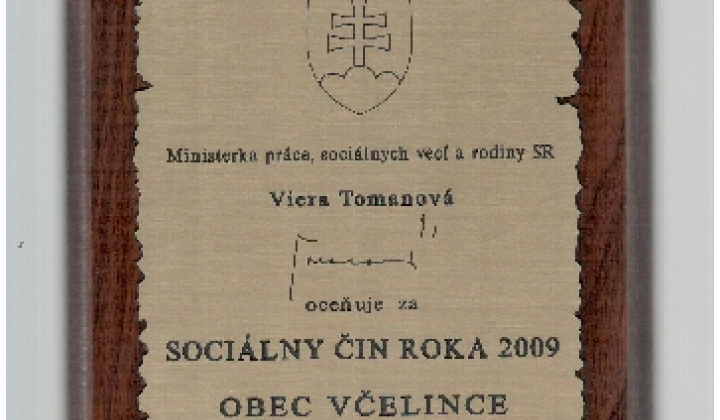 Ministerka práce, sociálnych vecí a rodiny SR
Viera Tomanová
oceňuje za
SOCIÁLNY ČIN ROKA 2009
OBEC VČELINCE